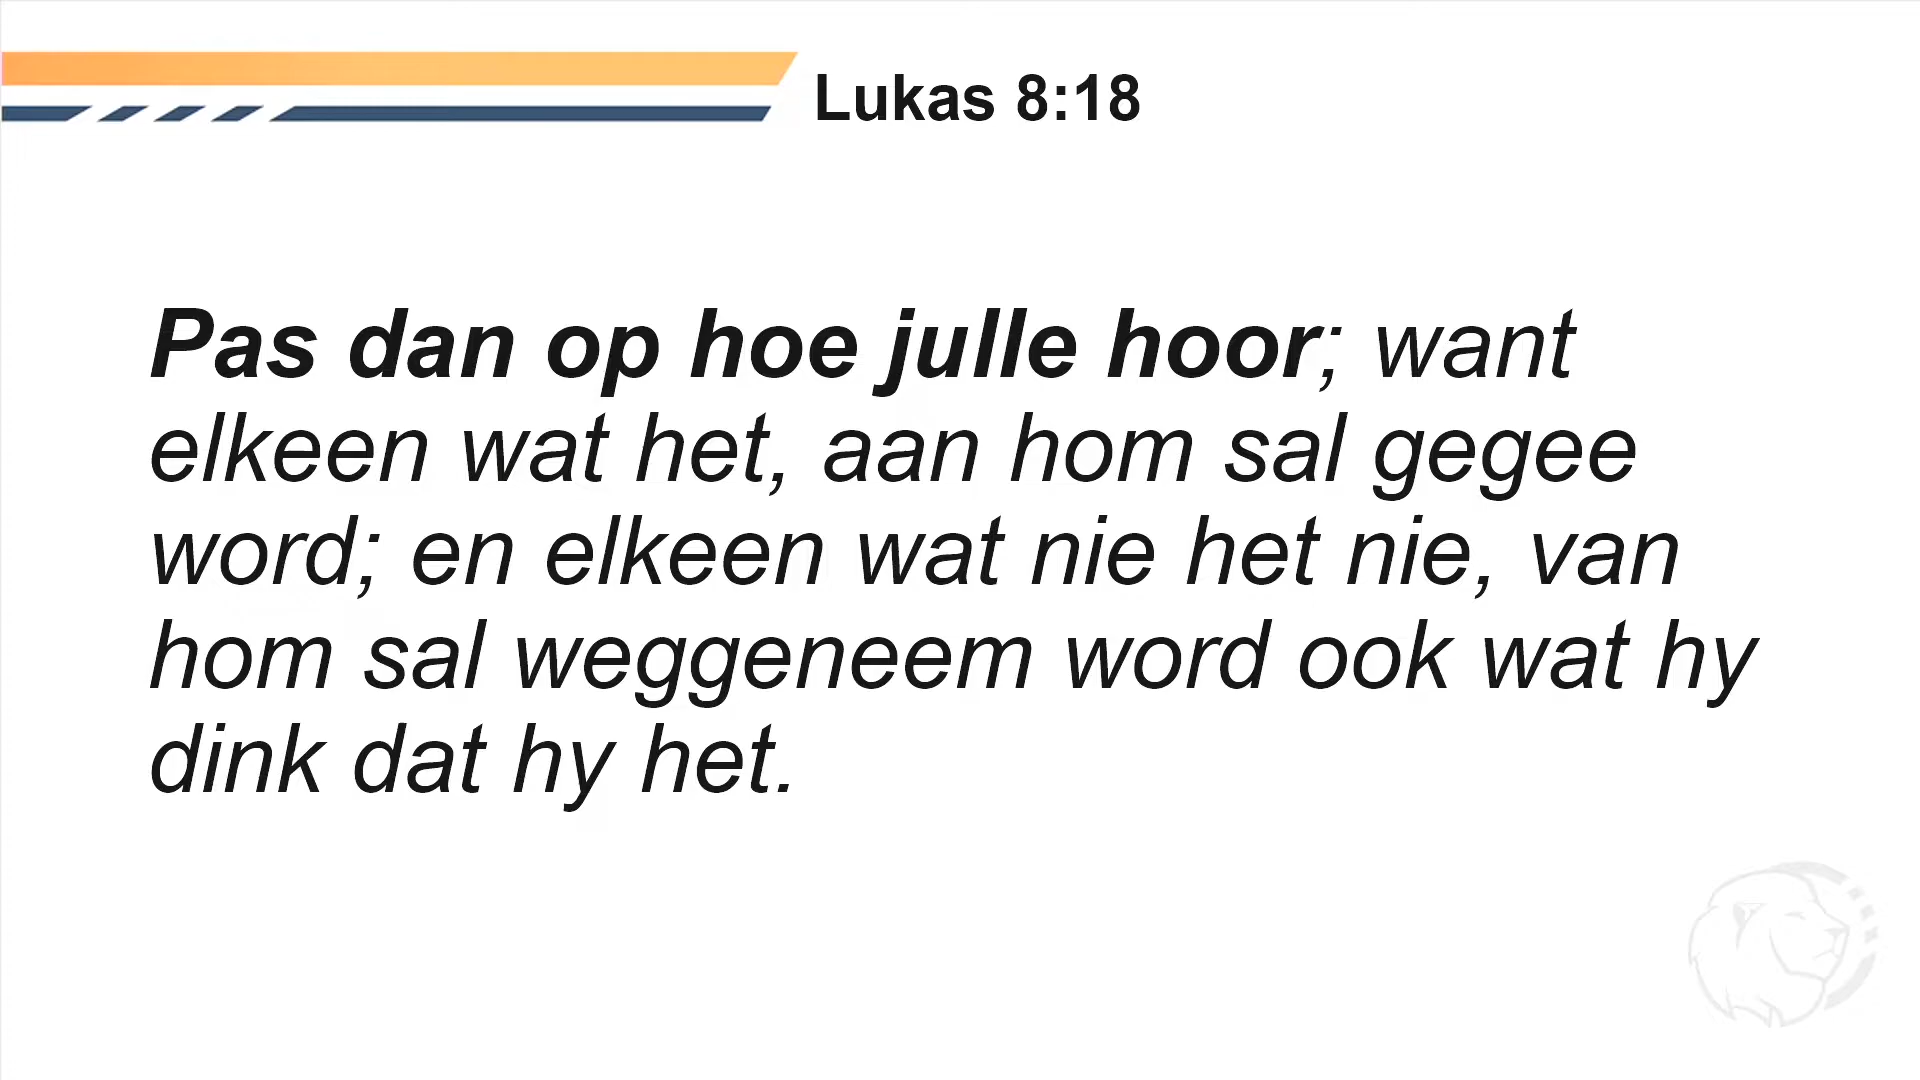 Lukas 8:18
Pas dan op hoe julle hoor; want
elkeen wat het, aan hom sal gegee
word; en elkeen wat nie het nie, van
hom sal weggeneem word ook wat hy
dink dat hy het.